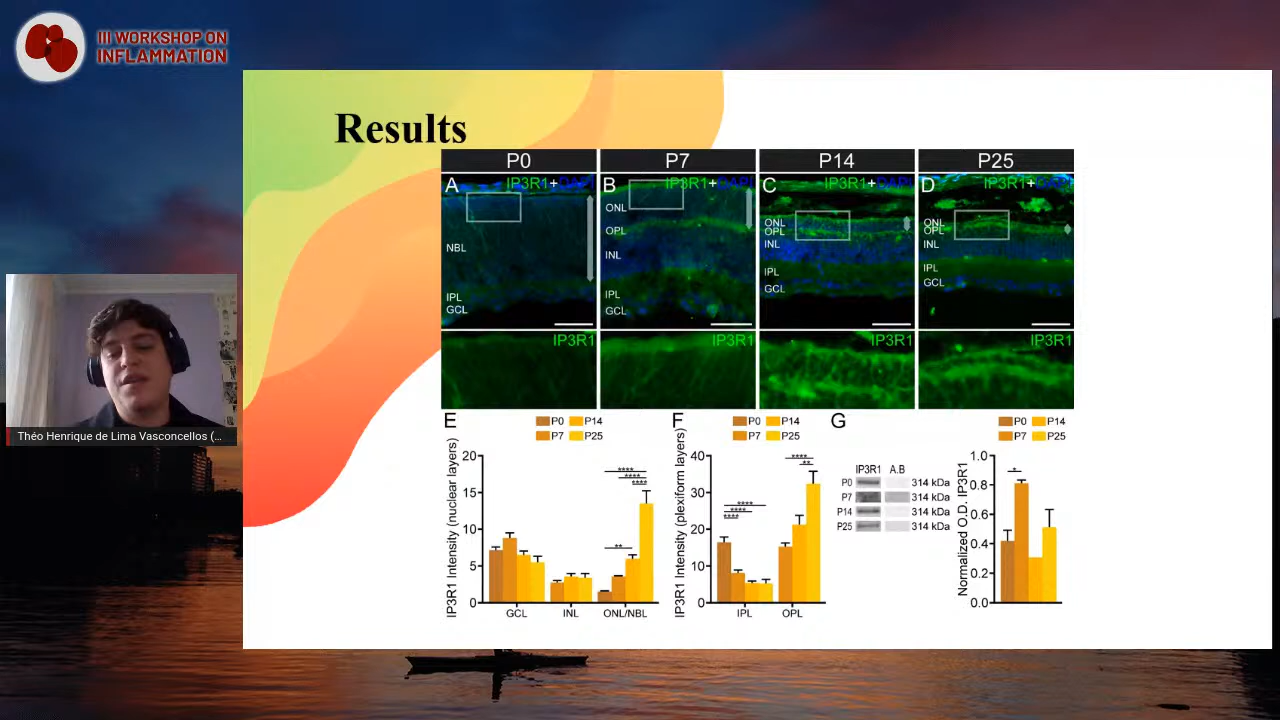 III WORKSHOP ON
INFLAMMATION
Results
P0 P7 P14 P25
A IP3R1+DAPI B IP3R1+DAPI C IP3R1+DAPI D IP3R1+DAPI
NBL
IPL
GCL
ONL
OPL
INL
IPL
GCL
ONL
OPL
INL
IPL
GCL
ONL
OPL
INL
IPL
GCL
IP3R1 IP3R1 IP3R1 IP3R1
Théo Henrique de Lima Vasconcellos (...
E
P0 P14
P7 P25
IP3R1 Intensity (nuclear layers)
20
15
10
5
0
****
****
****
**
GCL INL ONL/NBL
F
P0 P14
P7 P25
IP3R1 Intensity (plexiform layers)
40
30
20
10
0
****
****
****
****
**
IPL OPL
G
IP3R1 A.B
P0 314 kDa
P7 314 kDa
P14 314 kDa
P25 314 kDa
P0 P14
P7 P25
Normalized O.D. IP3R1
1.0
0.8
0.6
0.4
0.2
0.0
*